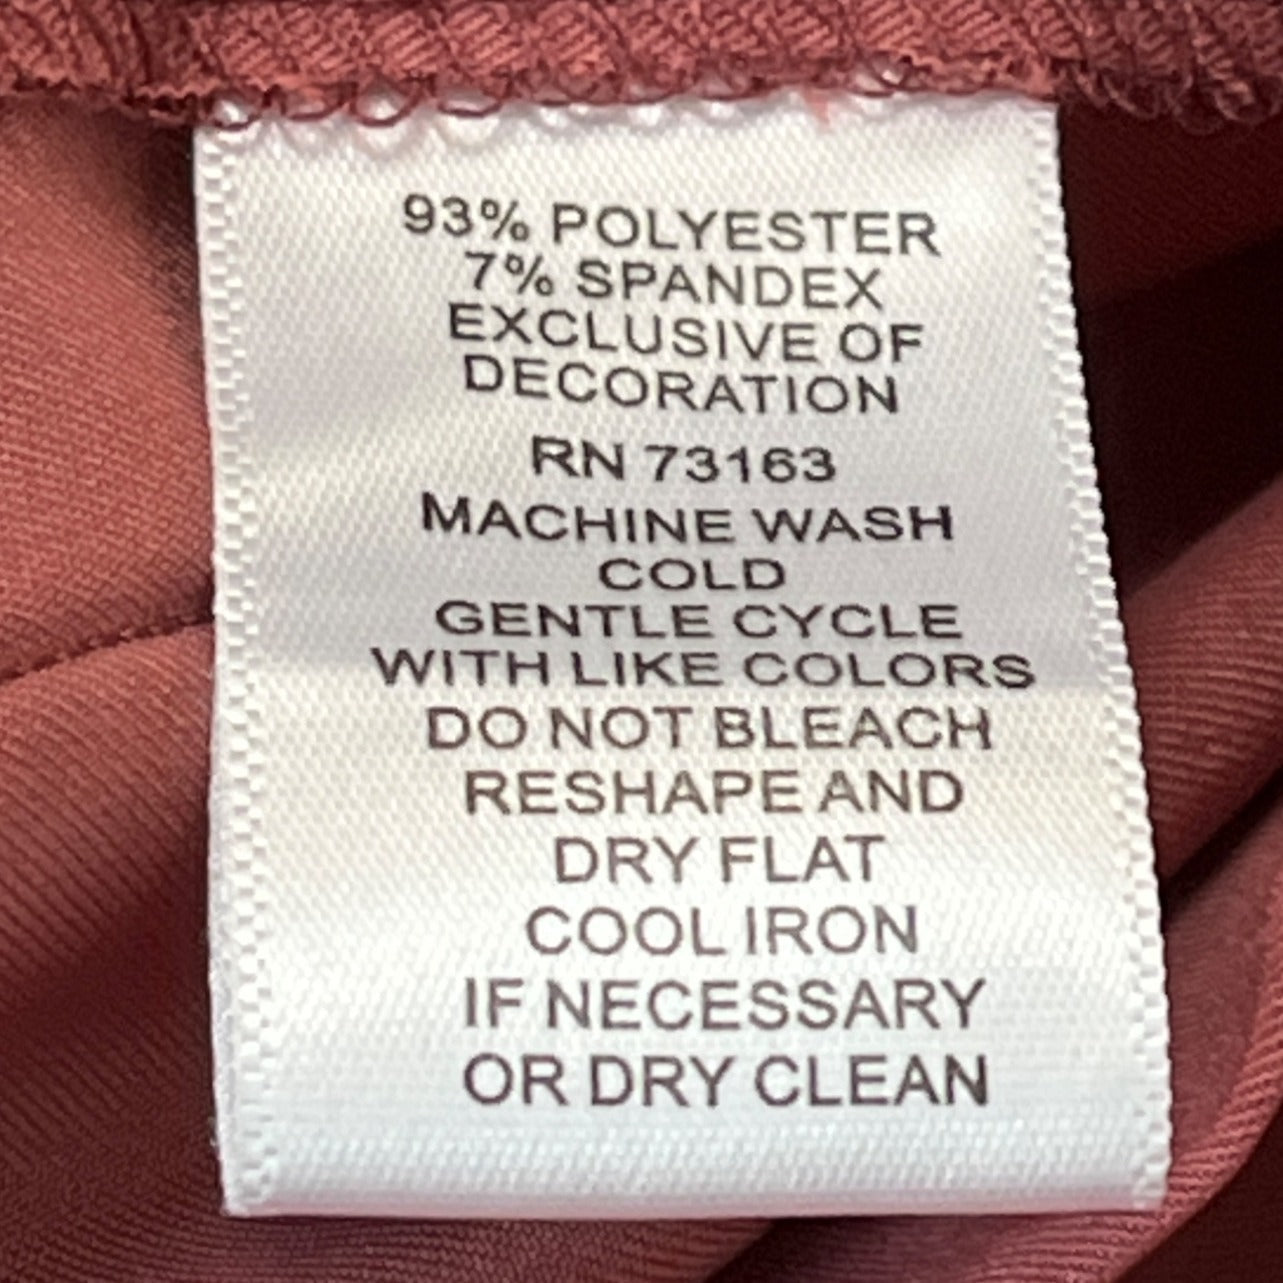 93% POLYESTER
7% SPANDEX
EXCLUSIVE OF
DECORATION
RN 73163
MACHINE WASH
COLD
GENTLE CYCLE
WITH LIKE COLORS
DO NOT BLEACH
RESHAPE AND
DRY FLAT
COOL IRON
IF NECESSARY
OR DRY CLEAN